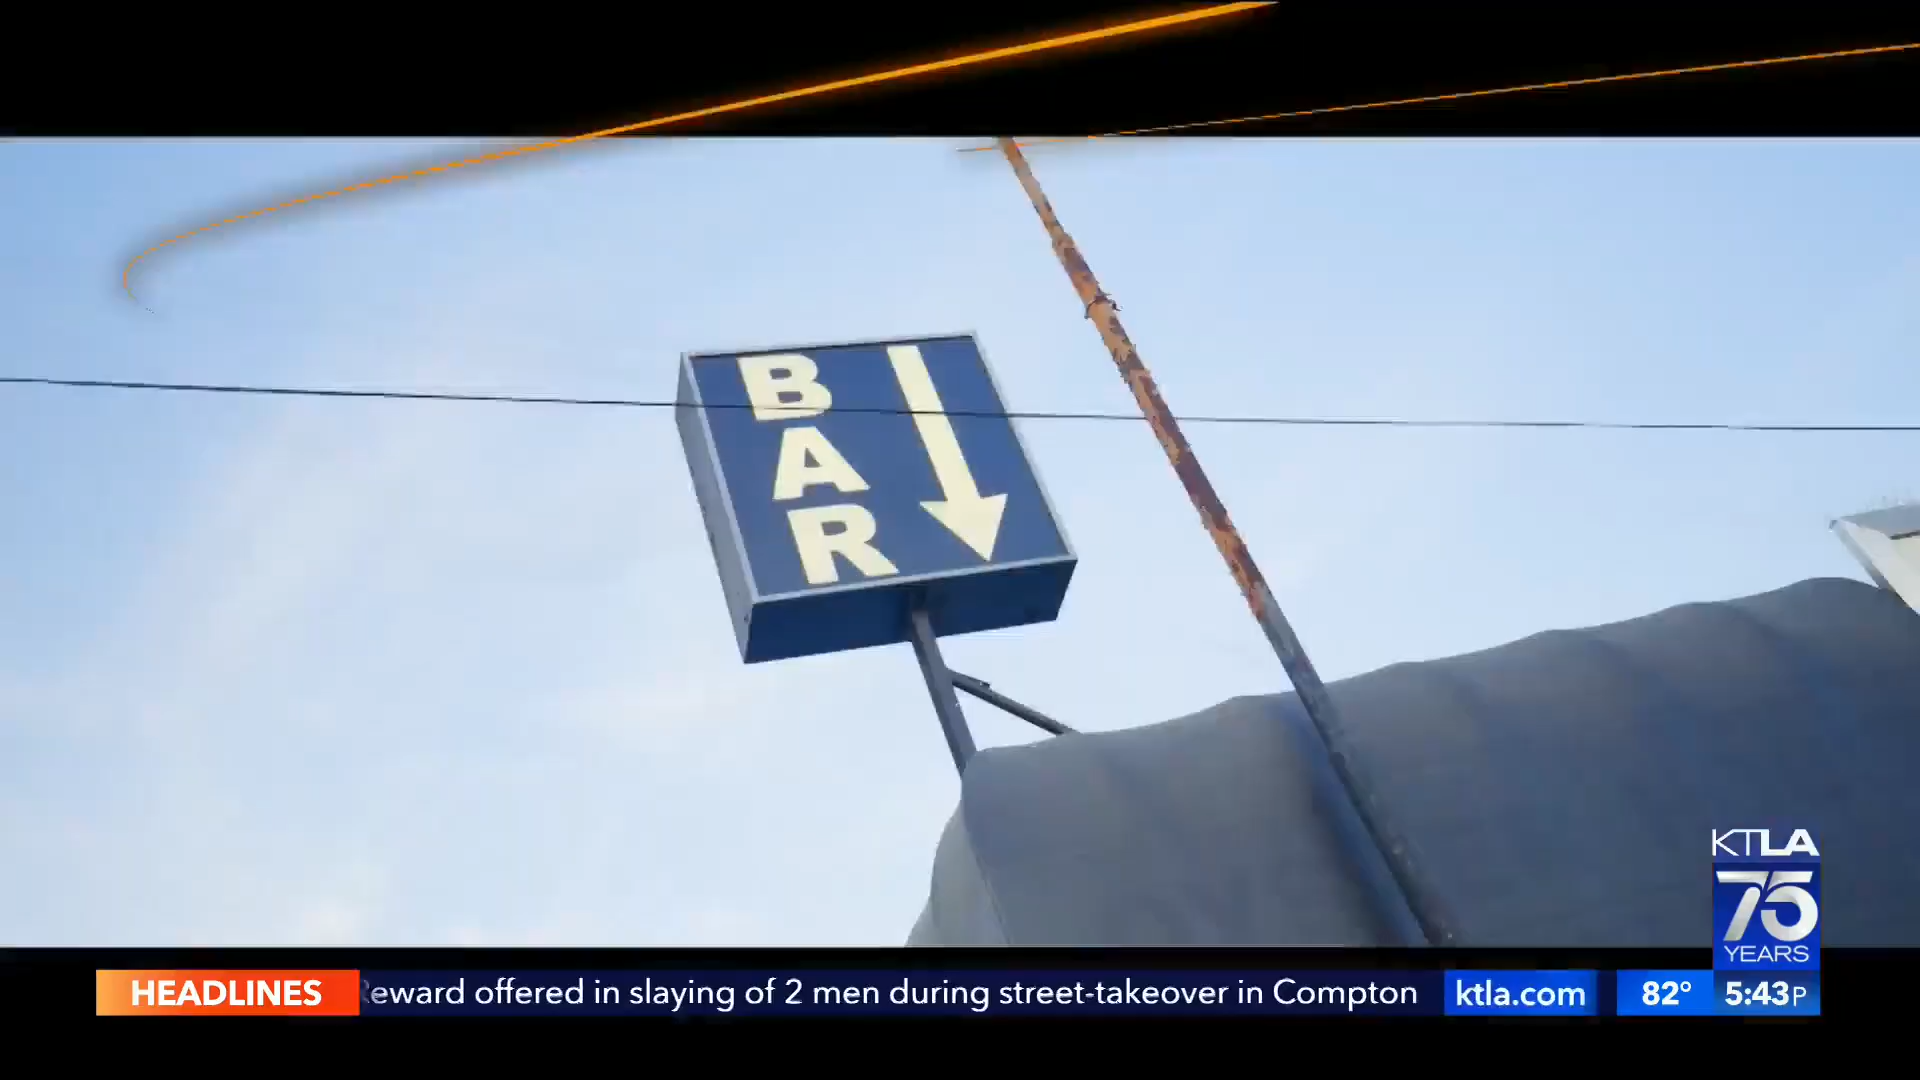 BAR
KTLA
75
YEARS
HEADLINES
Reward offered in slaying of 2 men during street-takeover in Compton
ktla.com
82°
5:43P